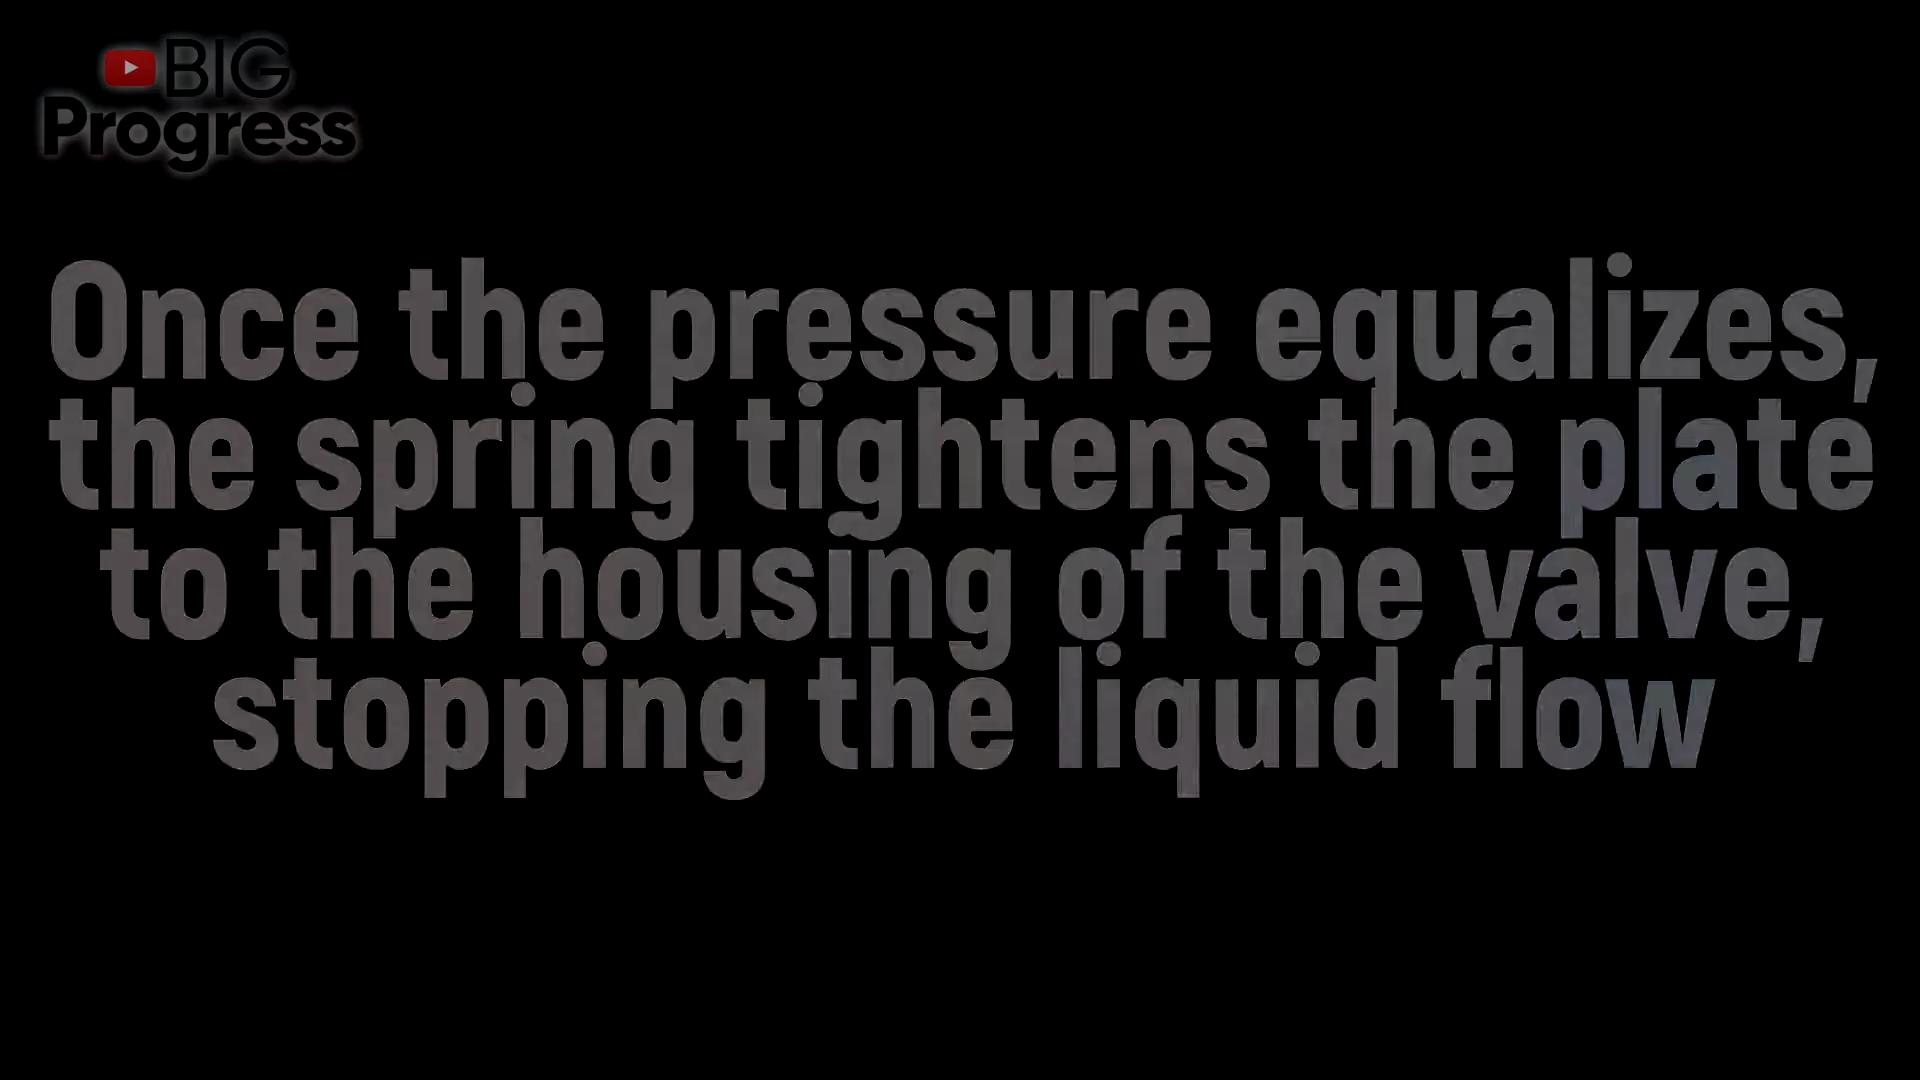 BIG
Progress
Once the pressure equalizes,
the spring tightens the plate
to the housing of the valve,
stopping the liquid flow